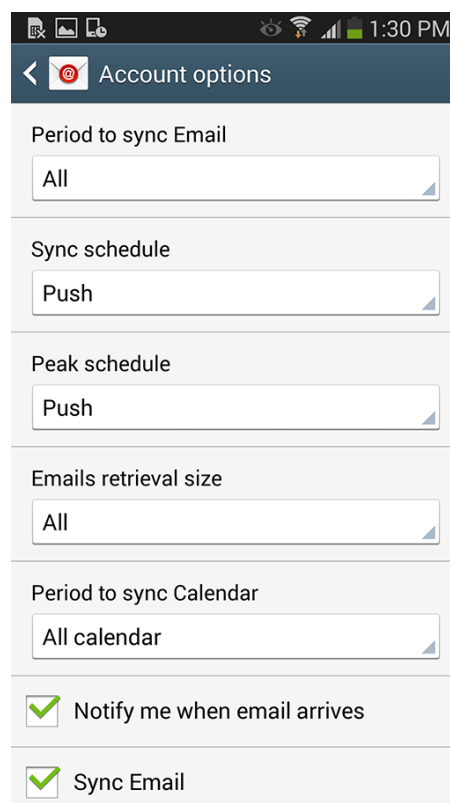 1:30 PM
Account options
Period to sync Email
All
Sync schedule
Push
Peak schedule
Push
Emails retrieval size
All
Period to sync Calendar
All calendar
Notify me when email arrives
Sync Email